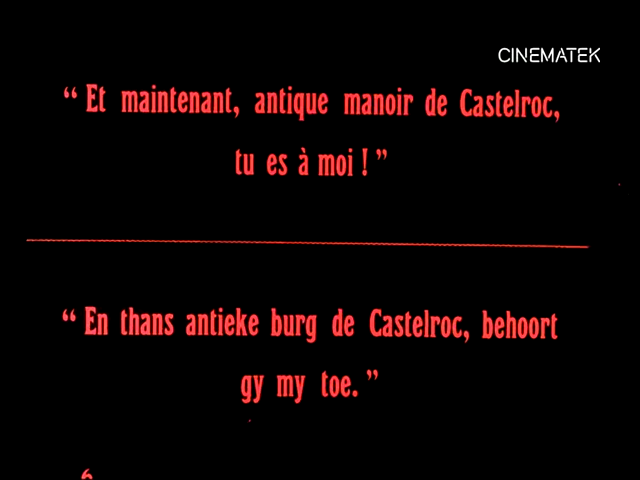 CINEMATEK
“ Et maintenant, antique manoir de Castelroc,
tu es à moi ! ”
“ En thans antieke burg de Castelroc, behoort
gy my toe. ”